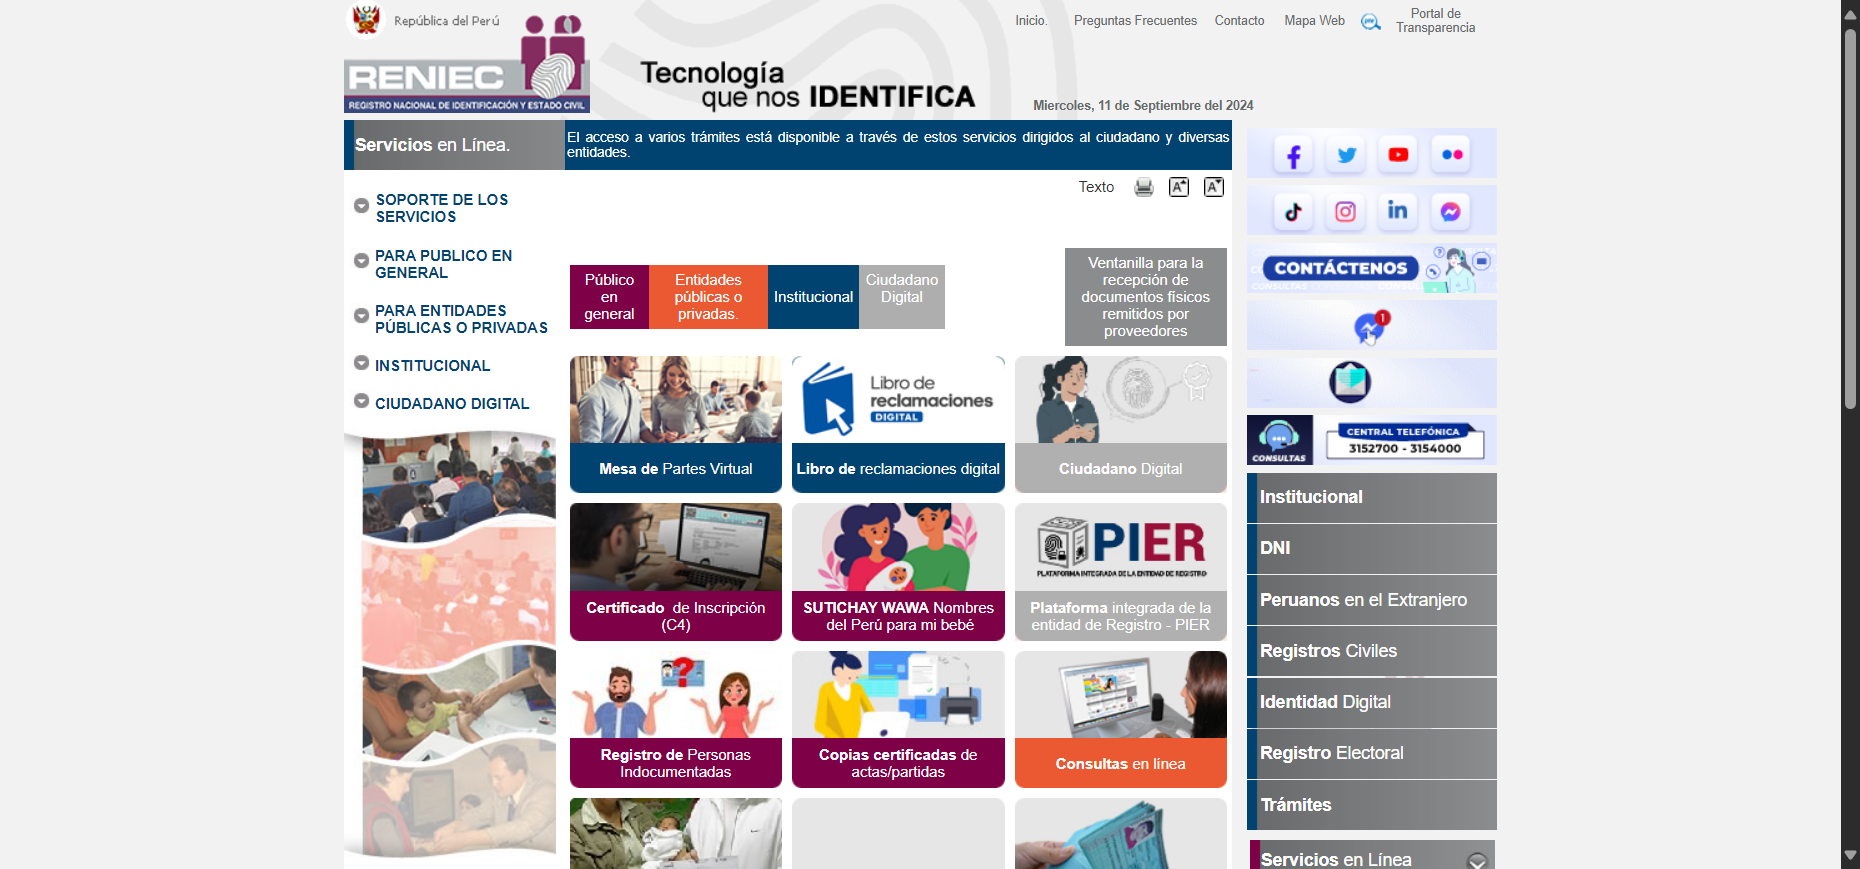 República del Perú
RENIEC
REGISTRO NACIONAL DE IDENTIFICACIÓN Y ESTADO CIVIL
Tecnología
que nos IDENTIFICA
Inicio.
Preguntas Frecuentes
Contacto
Mapa Web
Portal de
Transparencia
Miercoles, 11 de Septiembre del 2024
Servicios en Línea.
El acceso a varios trámites está disponible a través de estos servicios dirigidos al ciudadano y diversas
entidades.
Texto
A
A
SOPORTE DE LOS
SERVICIOS
PARA PUBLICO EN
GENERAL
PARA ENTIDADES
PÚBLICAS O PRIVADAS
INSTITUCIONAL
CIUDADANO DIGITAL
Público
en
general
Entidades
públicas o
privadas.
Institucional
Ciudadano
Digital
Ventanilla para la
recepción de
documentos físicos
remitidos por
proveedores
Mesa de Partes Virtual
Libro de
reclamaciones
DIGITAL
Libro de reclamaciones digital
Ciudadano Digital
Certificado de Inscripción
(C4)
SUTICHAY WAWA Nombres
del Perú para mi bebé
PIER
PLATAFORMA INTEGRADA DE LA ENTIDAD DE REGISTRO
Plataforma integrada de la
entidad de Registro - PIER
?
Registro de Personas
Indocumentadas
Copias certificadas de
actas/partidas
Consultas en línea
CONTÁCTENOS
CONSULTAS
1
CONSULTAS
CENTRAL TELEFÓNICA
3152700 - 3154000
Institucional
DNI
Peruanos en el Extranjero
Registros Civiles
Identidad Digital
Registro Electoral
Trámites
Servicios en Línea